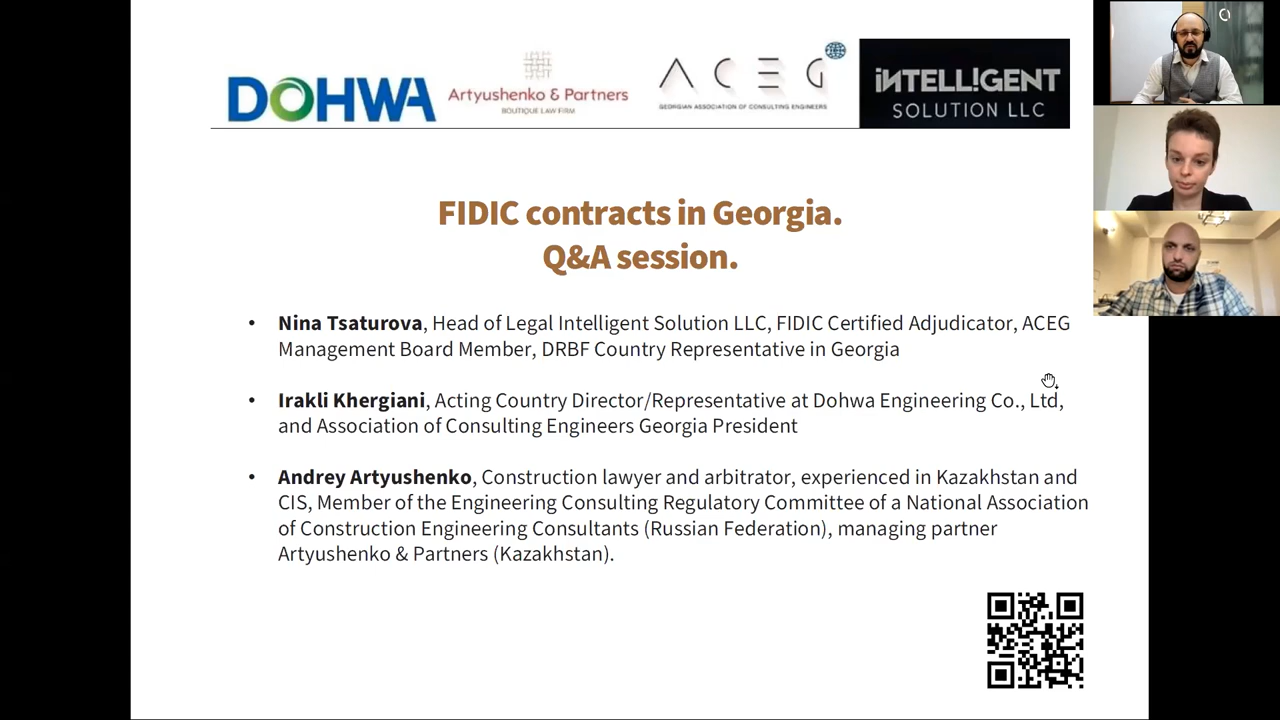 DOHWA
Artyushenko & Partners
BOUTIQUE LAW FIRM
ACEG
GEORGIAN ASSOCIATION OF CONSULTING ENGINEERS
iNTELL!GENT
SOLUTION LLC
FIDIC contracts in Georgia.
Q&A session.
• Nina Tsaturova, Head of Legal Intelligent Solution LLC, FIDIC Certified Adjudicator, ACEG
Management Board Member, DRBF Country Representative in Georgia
• Irakli Khergiani, Acting Country Director/Representative at Dohwa Engineering Co., Ltd,
and Association of Consulting Engineers Georgia President
• Andrey Artyushenko, Construction lawyer and arbitrator, experienced in Kazakhstan and
CIS, Member of the Engineering Consulting Regulatory Committee of a National Association
of Construction Engineering Consultants (Russian Federation), managing partner
Artyushenko & Partners (Kazakhstan).